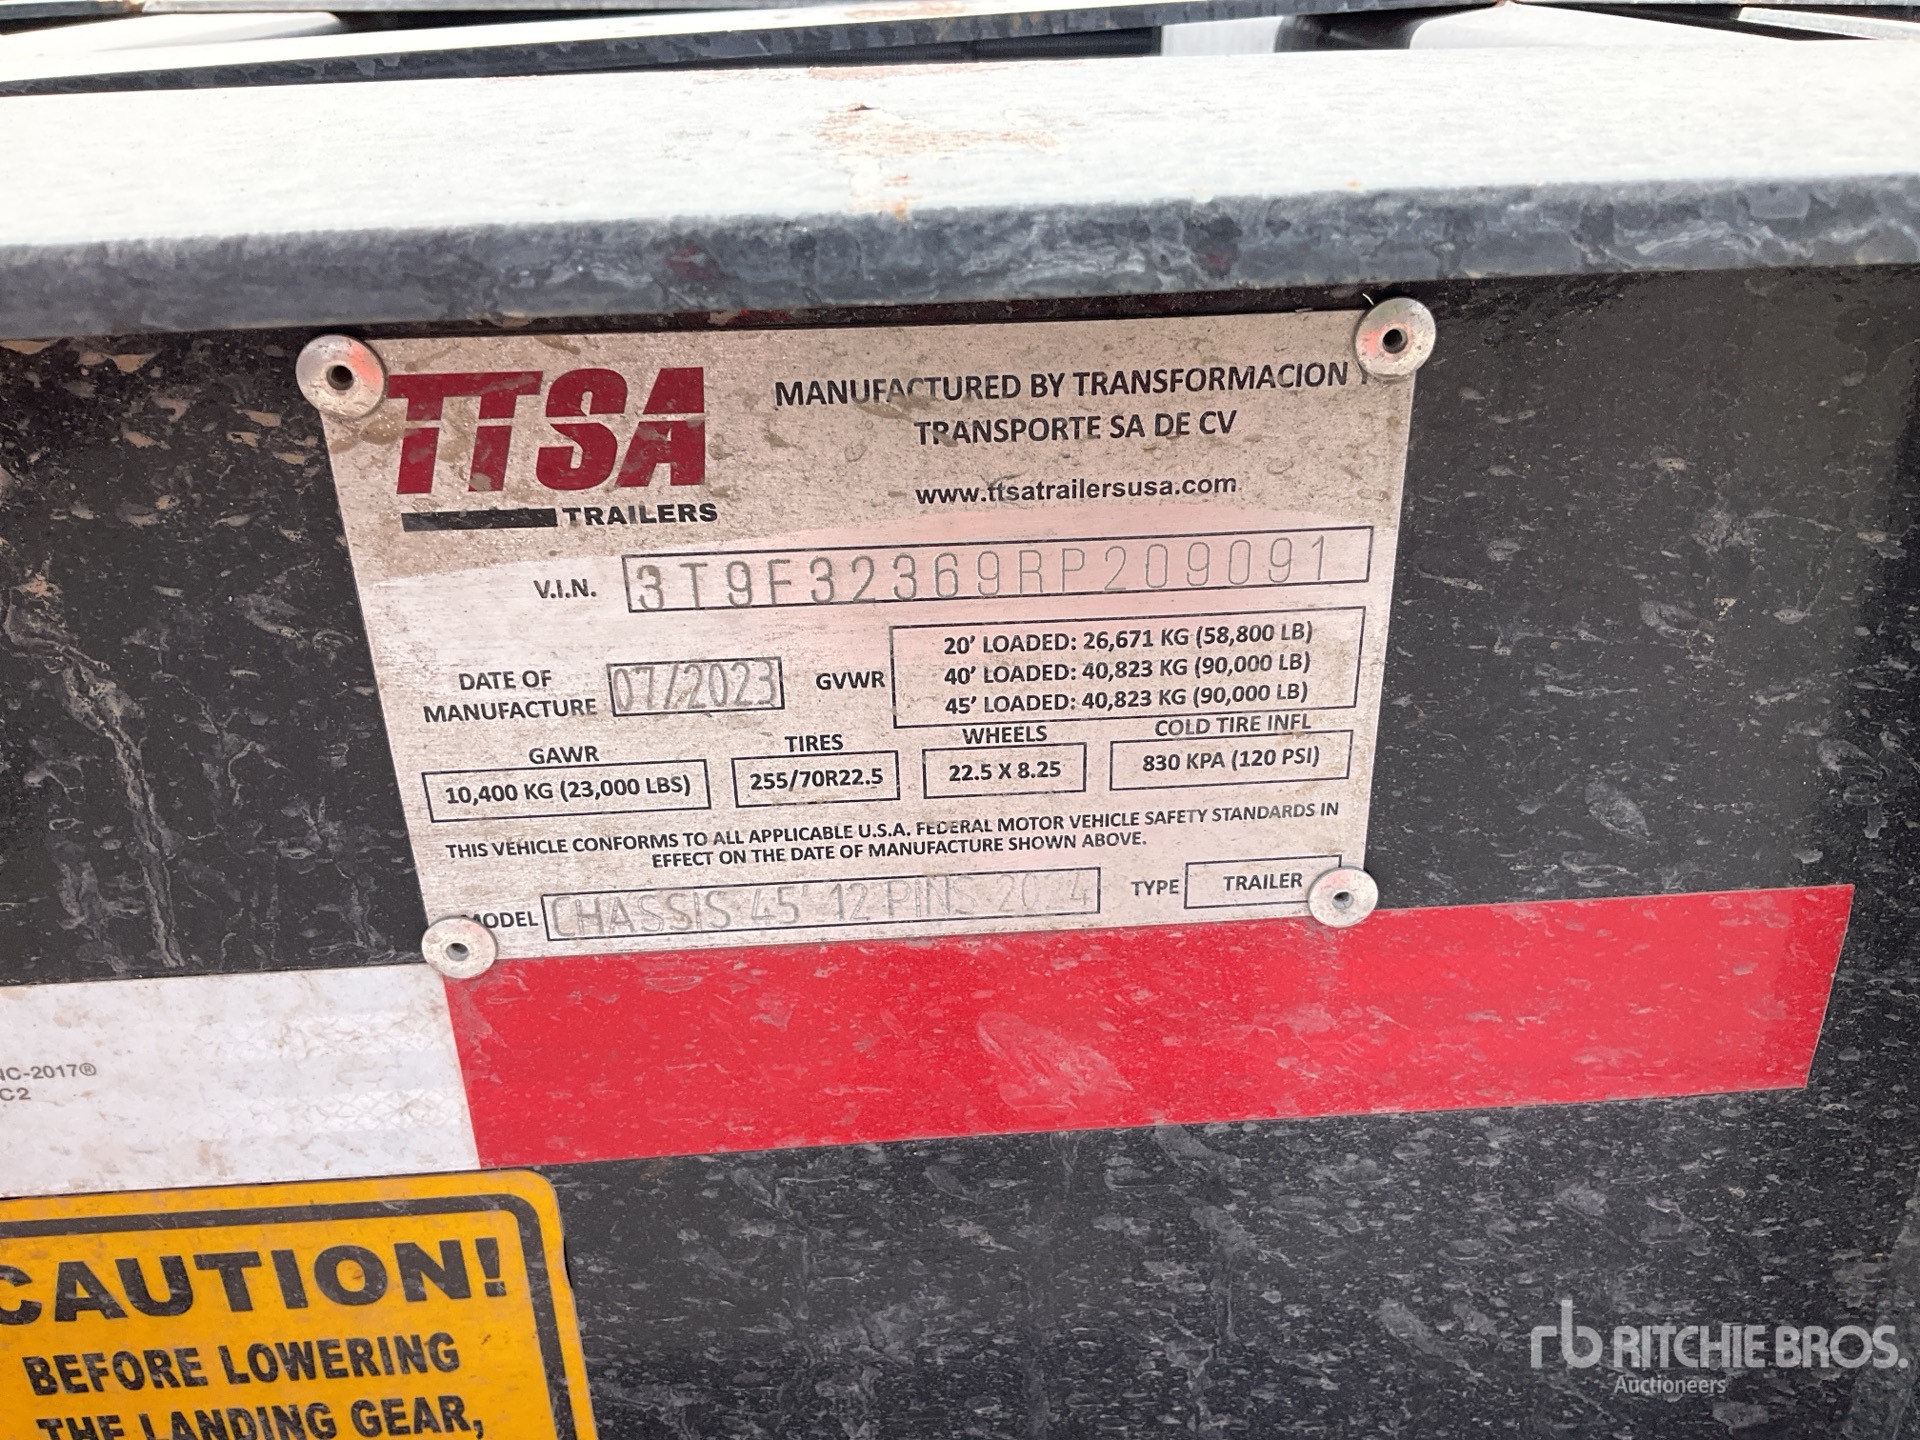 TTSA
TRAILERS
MANUFACTURED BY TRANSFORMACION Y
TRANSPORTE SA DE CV
www.ttsatrailersusa.com
V.I.N. 3T9F32369RP209091
DATE OF
MANUFACTURE 07/2023
GVWR
20' LOADED: 26,671 KG (58,800 LB)
40' LOADED: 40,823 KG (90,000 LB)
45' LOADED: 40,823 KG (90,000 LB)
GAWR
10,400 KG (23,000 LBS)
TIRES
255/70R22.5
WHEELS
22.5 X 8.25
COLD TIRE INFL
830 KPA (120 PSI)
THIS VEHICLE CONFORMS TO ALL APPLICABLE U.S.A. FEDERAL MOTOR VEHICLE SAFETY STANDARDS IN
EFFECT ON THE DATE OF MANUFACTURE SHOWN ABOVE.
MODEL CHASSIS 45' 12 PINS 2024
TYPE TRAILER
-2017®
C2
CAUTION!
BEFORE LOWERING
THE LANDING GEAR,
rb RITCHIE BROS.
Auctioneers